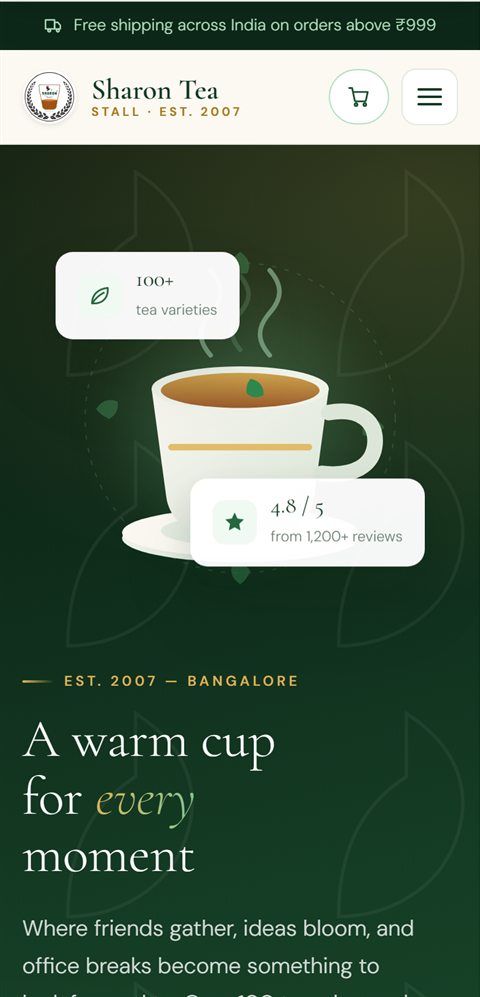 Free shipping across India on orders above ₹999
Sharon Tea
STALL · EST. 2007
100+
tea varieties
4.8 / 5
from 1,200+ reviews
EST. 2007 — BANGALORE
A warm cup
for every
moment
Where friends gather, ideas bloom, and
office breaks become something to